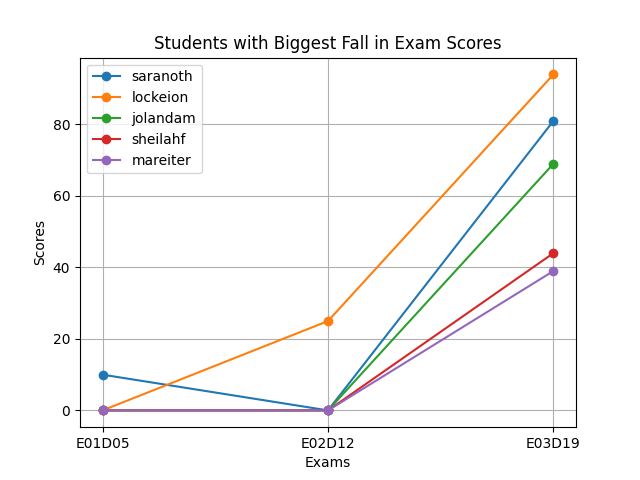 Students with Biggest Fall in Exam Scores
saranoth
lockeion
jolandam
sheilahf
mareiter
Scores
80
60
40
20
0
E01D05 E02D12 E03D19
Exams